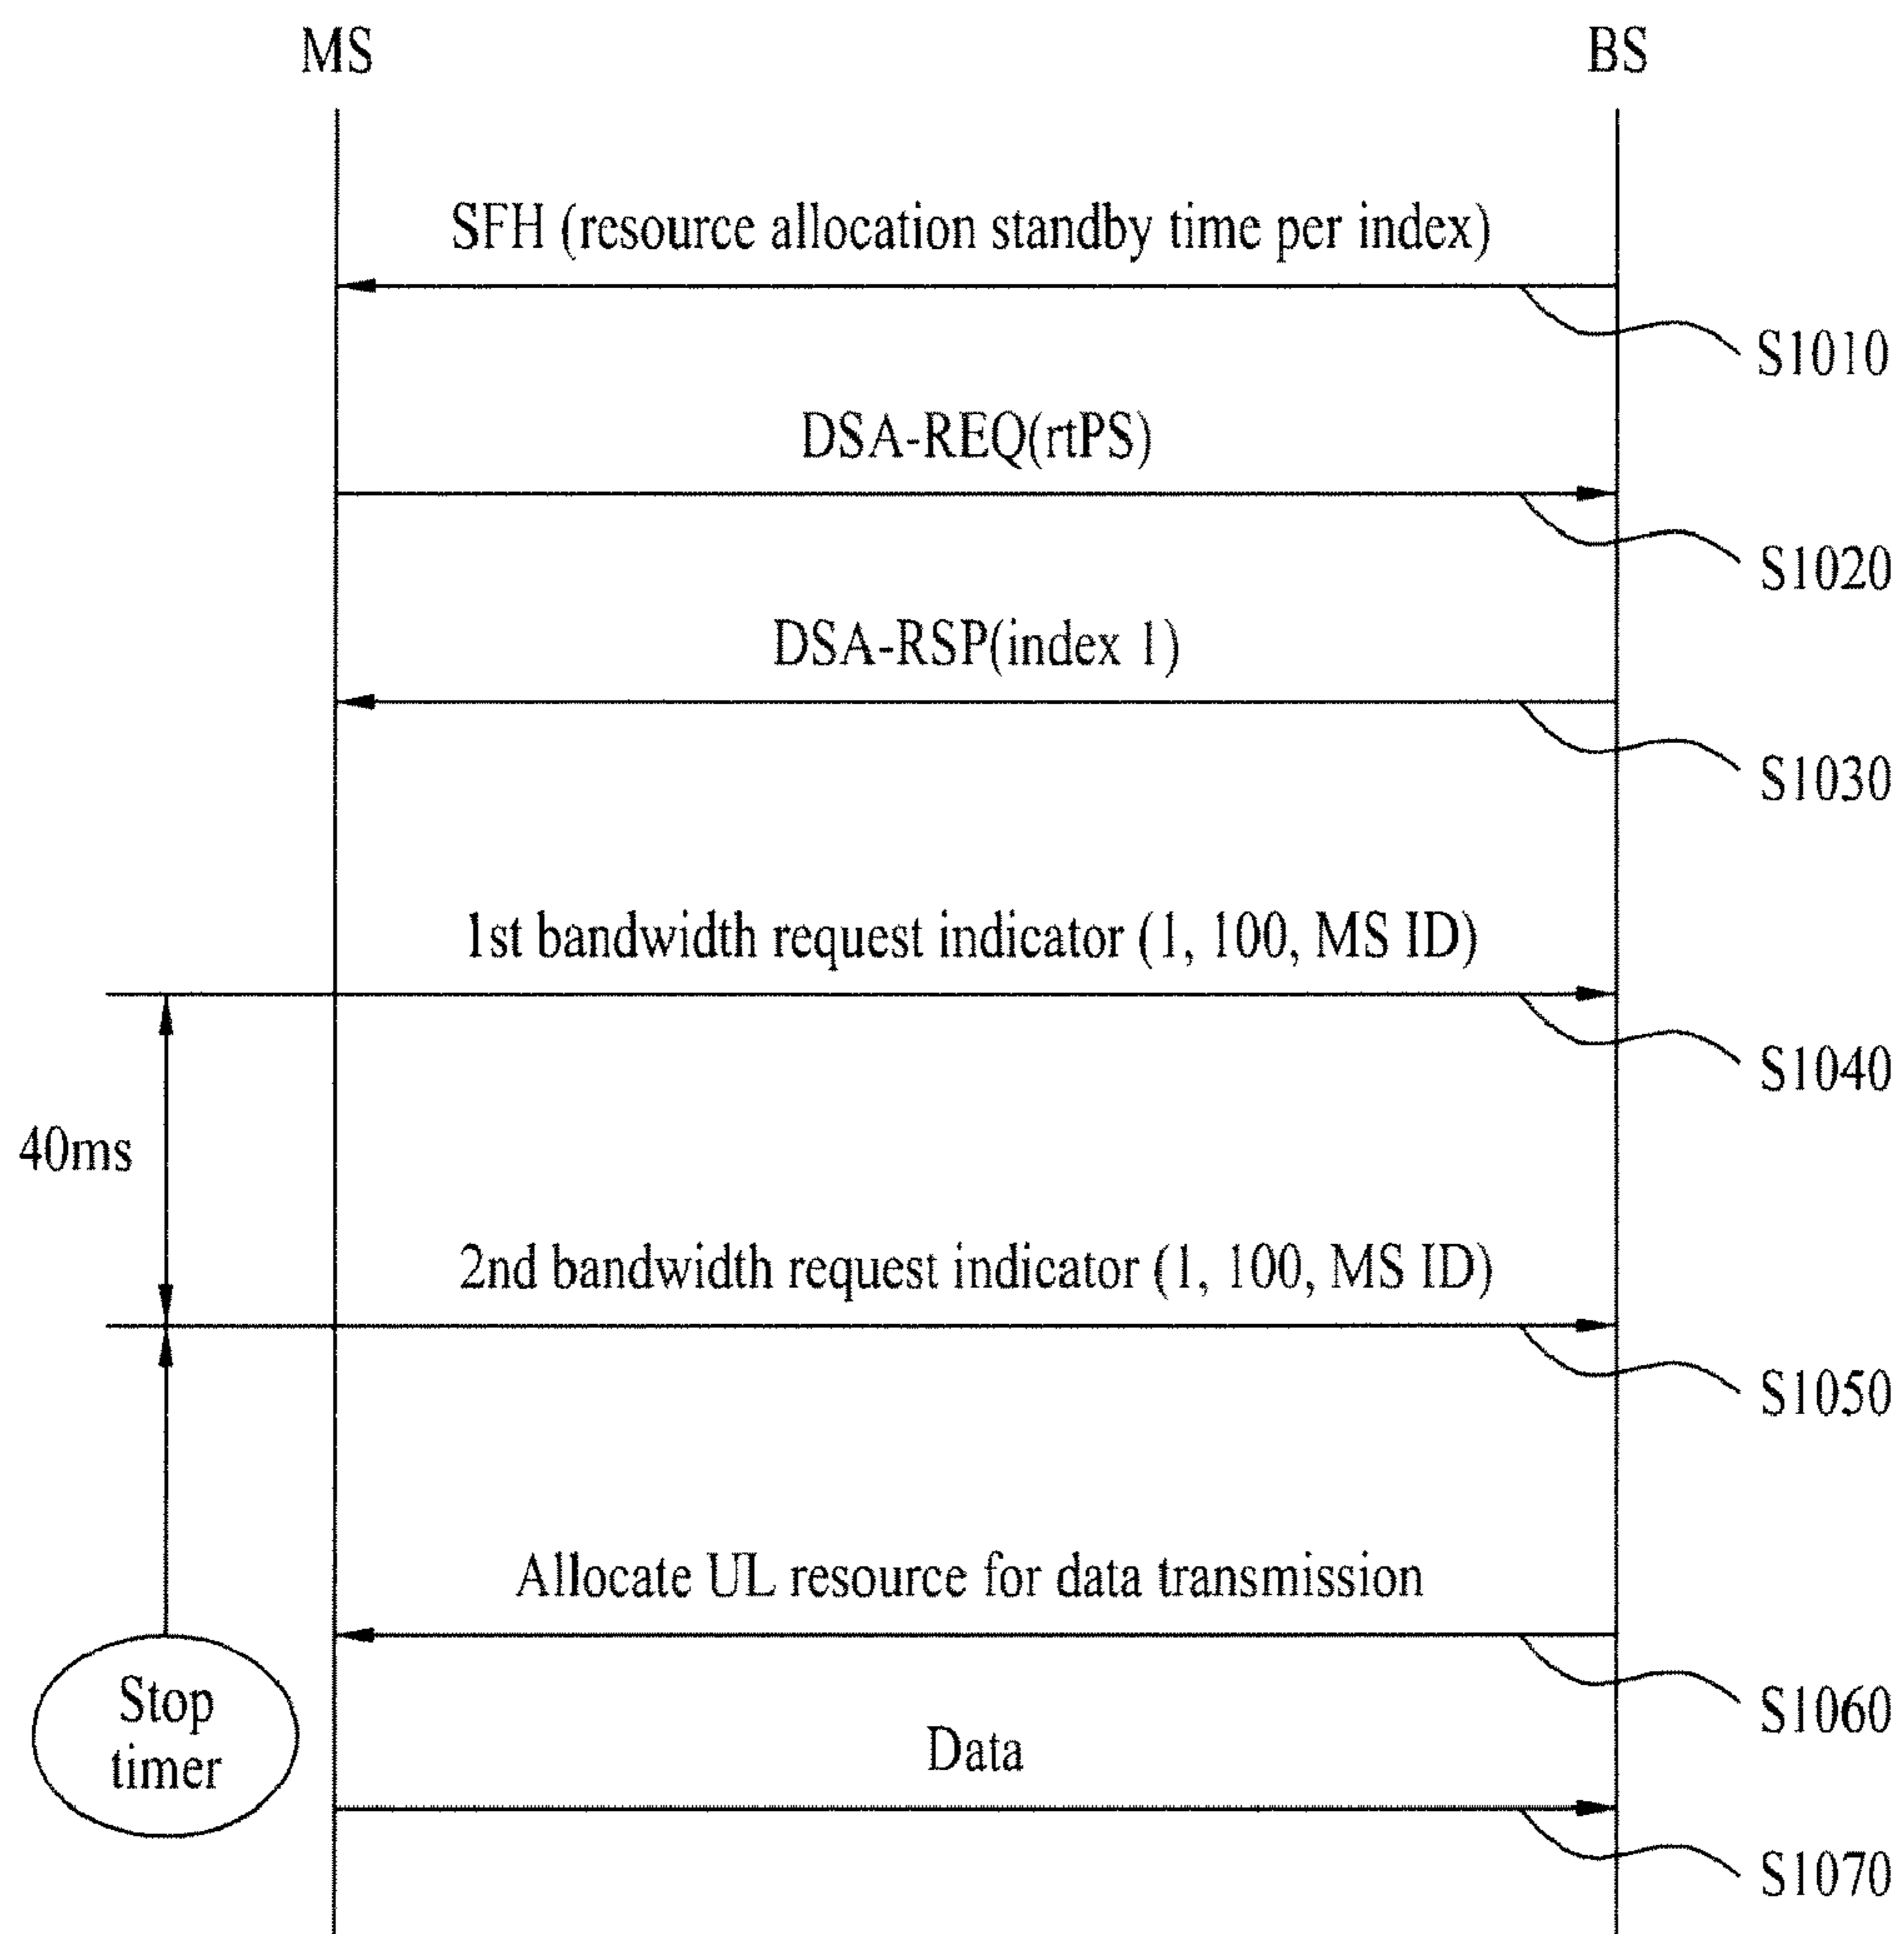 MS
BS
SFH (resource allocation standby time per index)
S1010
DSA-REQ(rtPS)
S1020
DSA-RSP(index 1)
S1030
1st bandwidth request indicator (1, 100, MS ID)
S1040
40ms
2nd bandwidth request indicator (1, 100, MS ID)
S1050
Allocate UL resource for data transmission
S1060
Stop
timer
Data
S1070